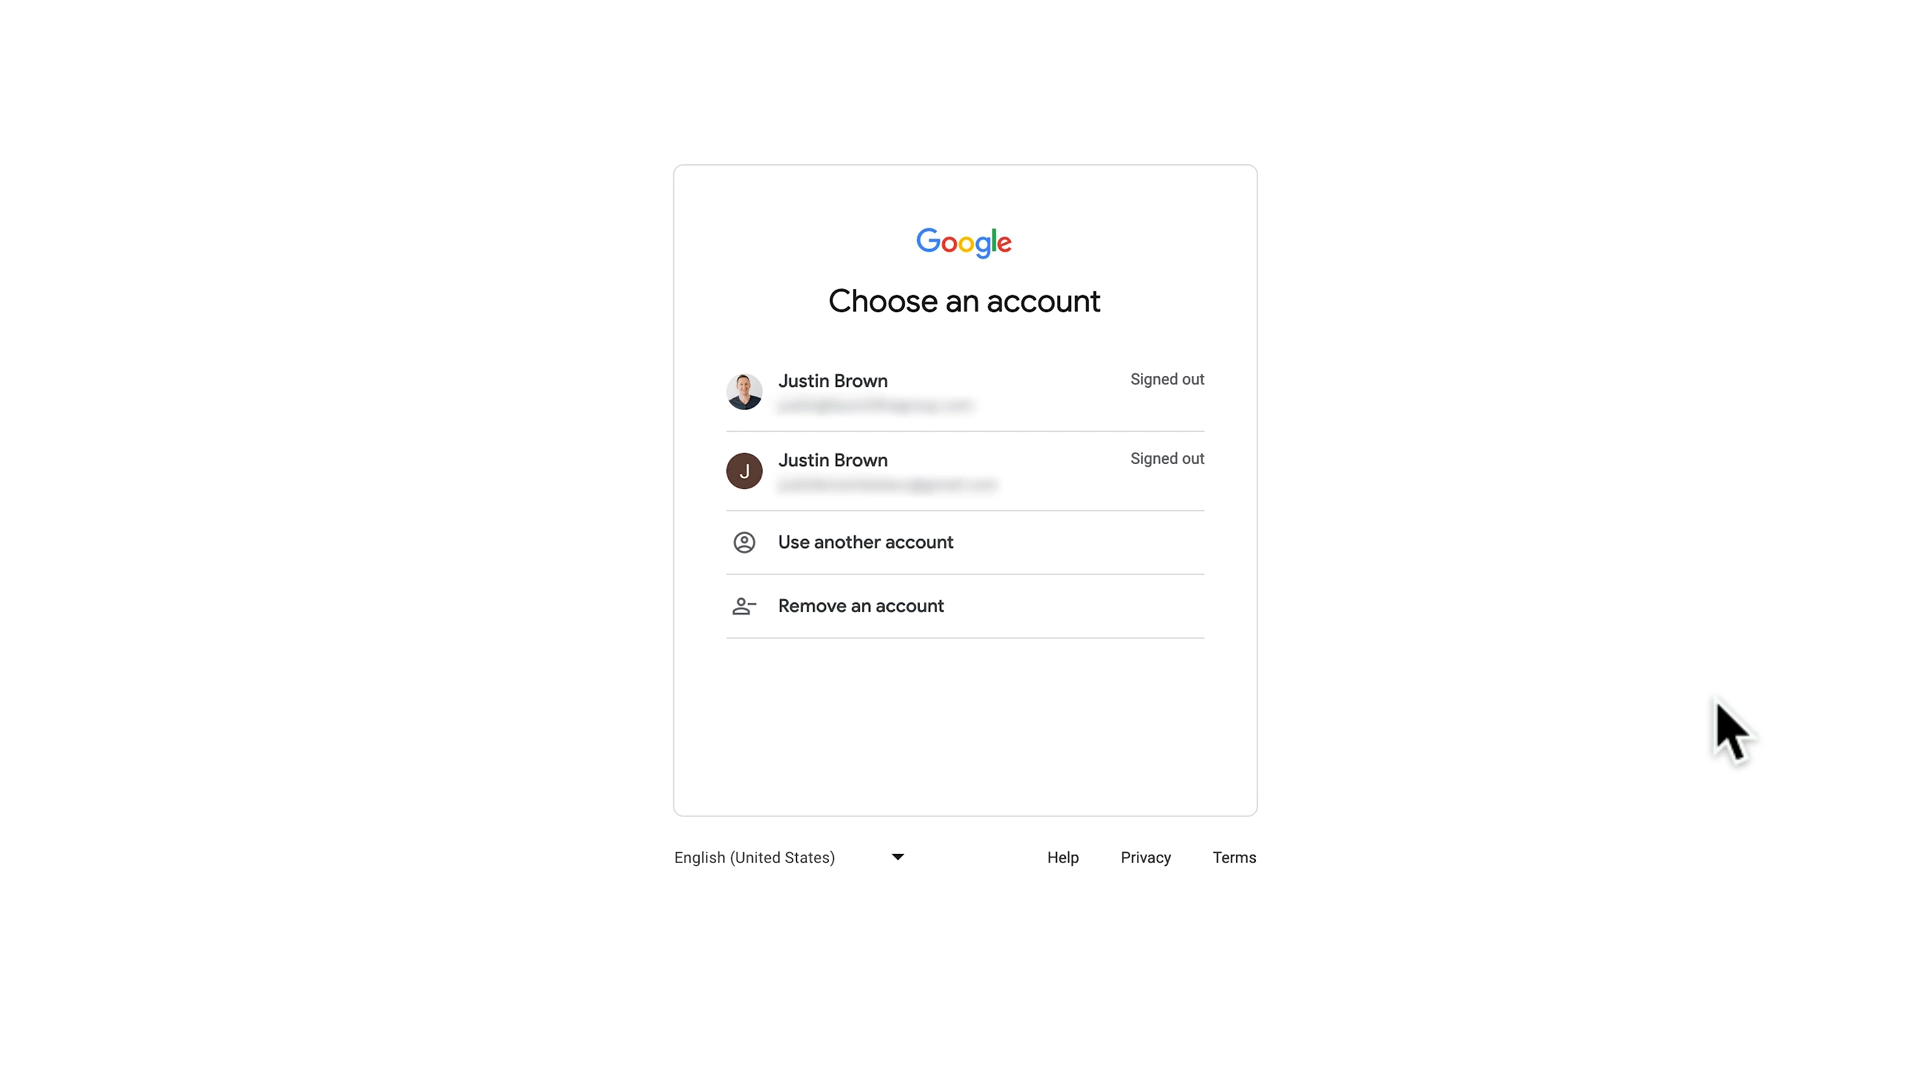 Google
Choose an account
Justin Brown
Signed out
J
Justin Brown
Signed out
Use another account
Remove an account
English (United States)
Help
Privacy
Terms